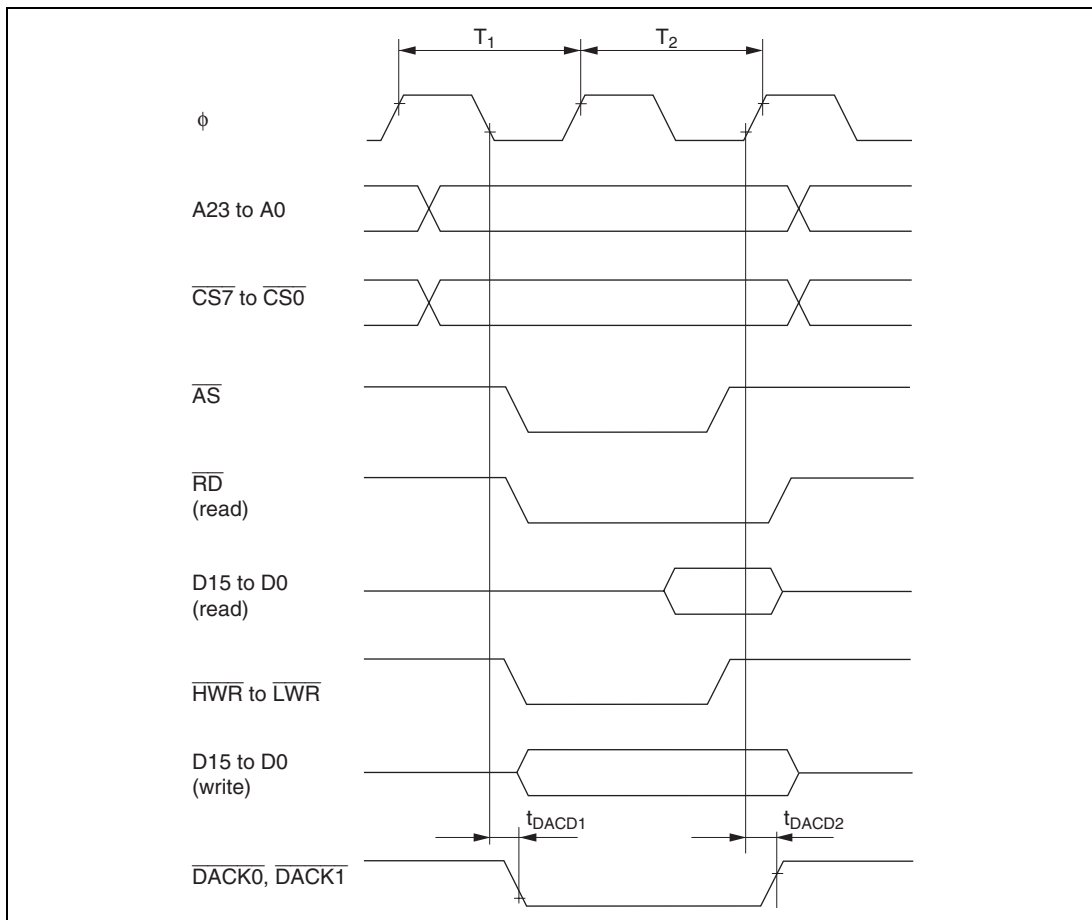 T1
T2
φ
A23 to A0
CS7 to CS0
AS
RD
(read)
D15 to D0
(read)
HWR to LWR
D15 to D0
(write)
tDACD1
tDACD2
DACK0, DACK1